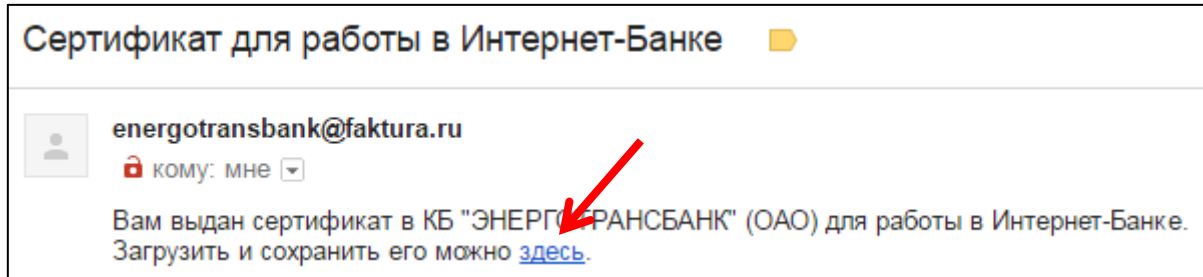 Сертификат для работы в Интернет-Банке
energotransbank@faktura.ru
кому: мне
Вам выдан сертификат в КБ "ЭНЕРГОТРАНСБАНК" (ОАО) для работы в Интернет-Банке.
Загрузить и сохранить его можно здесь.